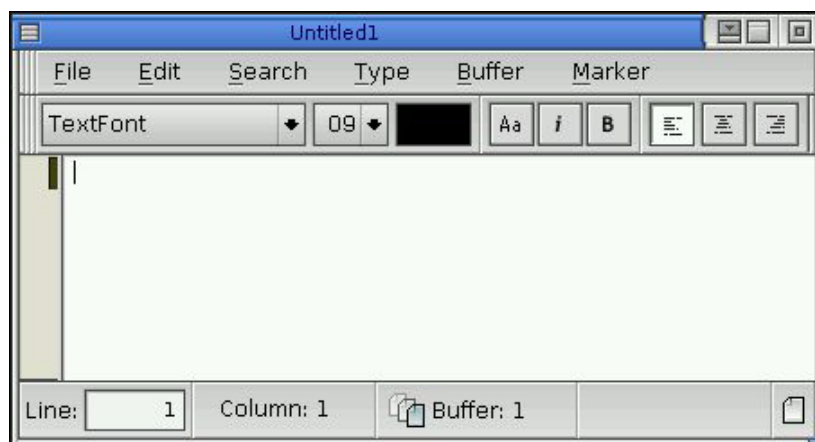 Untitled1
File Edit Search Type Buffer Marker
TextFont 09 Aa i B
Line: 1 Column: 1 Buffer: 1